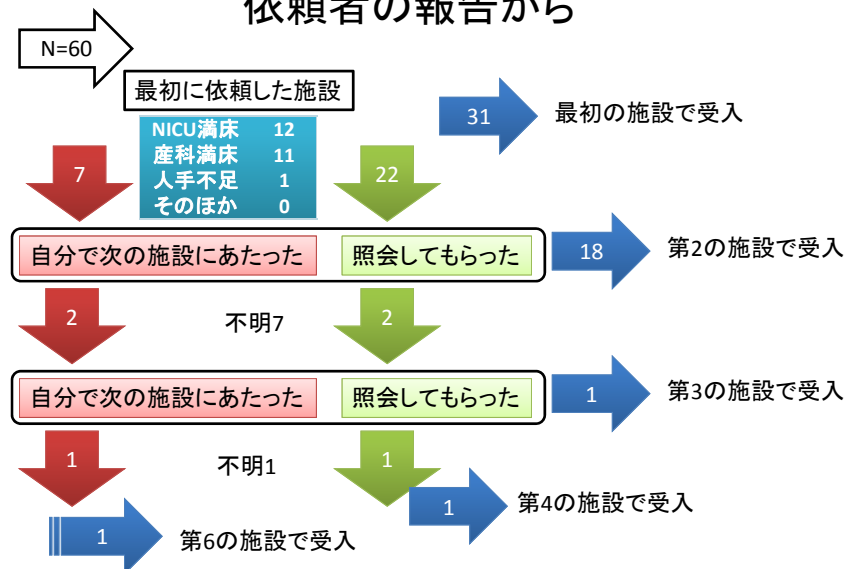 依頼者の報告から
N=60
最初に依頼した施設
31
最初の施設で受入
NICU満床 12
産科満床 11
人手不足 1
そのほか 0
7
22
自分で次の施設にあたった
照会してもらった
18
第2の施設で受入
2
不明7
2
自分で次の施設にあたった
照会してもらった
1
第3の施設で受入
1
不明1
1
1
第4の施設で受入
1
第6の施設で受入